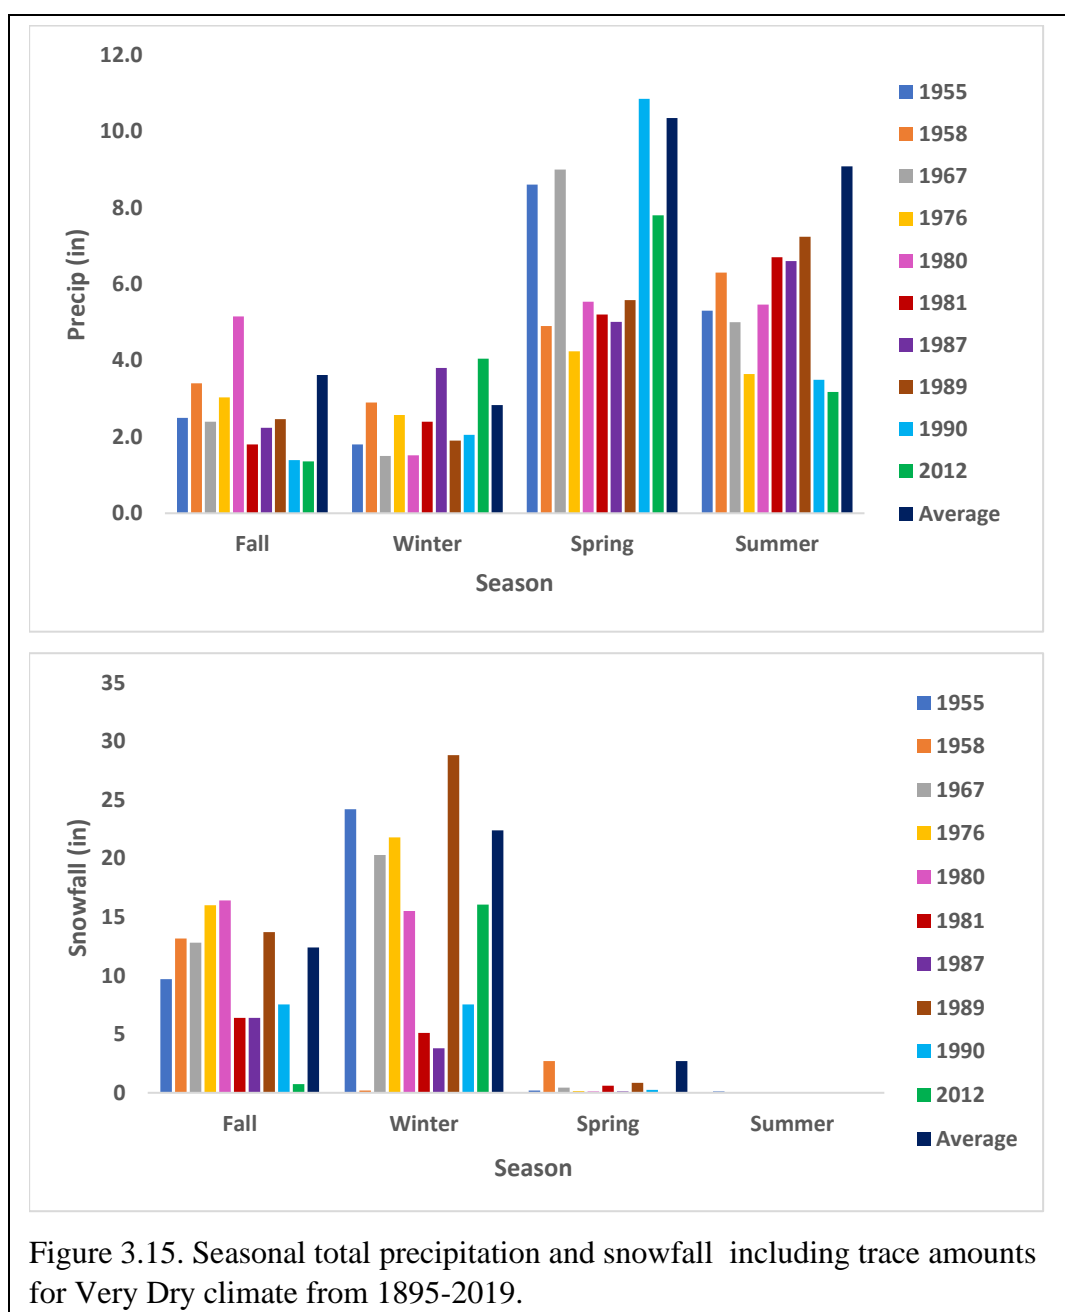 12.0
10.0
8.0
6.0
4.0
2.0
0.0
Precip (in)
Fall
Winter
Spring
Summer
Season
1955
1958
1967
1976
1980
1981
1987
1989
1990
2012
Average
35
30
25
20
15
10
5
0
Snowfall (in)
Fall
Winter
Spring
Summer
Season
1955
1958
1967
1976
1980
1981
1987
1989
1990
2012
Average
Figure 3.15. Seasonal total precipitation and snowfall  including trace amounts
for Very Dry climate from 1895-2019.